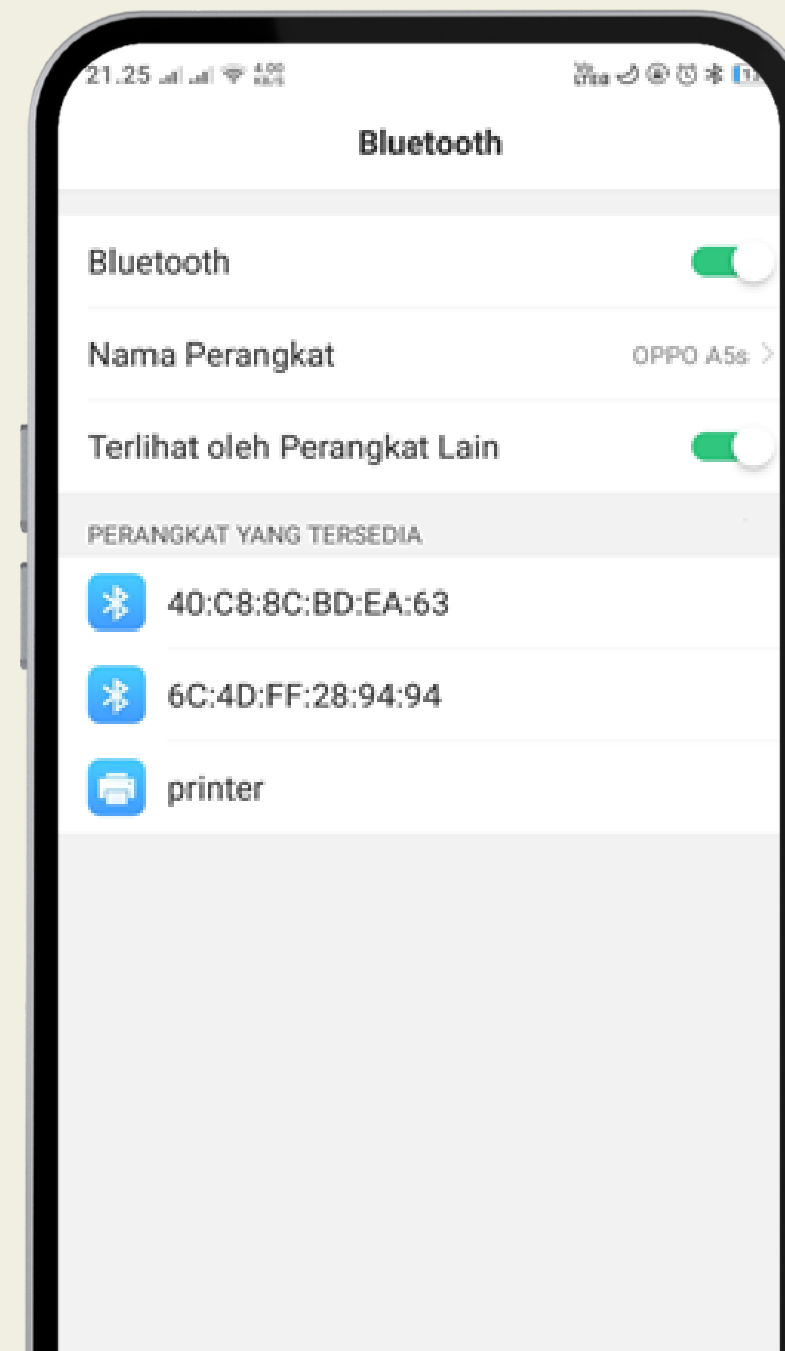 21.25
Bluetooth
Bluetooth
Nama Perangkat OPPO A5s
Terlihat oleh Perangkat Lain
PERANGKAT YANG TERSEDIA
40:C8:8C:BD:EA:63
6C:4D:FF:28:94:94
printer